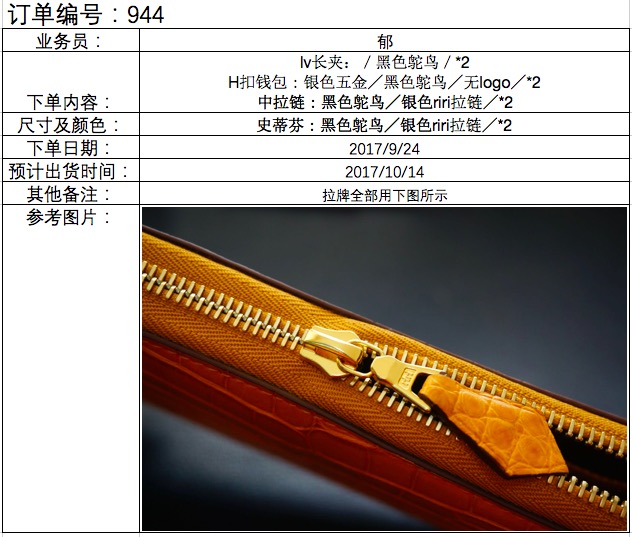 订单编号：944
业务员： 郁
lv长夹： / 黑色鸵鸟 / *2
H扣钱包：银色五金／黑色鸵鸟／无logo／*2
下单内容： 中拉链：黑色鸵鸟／银色riri拉链／*2
尺寸及颜色： 史蒂芬：黑色鸵鸟／银色riri拉链／*2
下单日期： 2017/9/24
预计出货时间： 2017/10/14
其他备注： 拉牌全部用下图所示
参考图片：